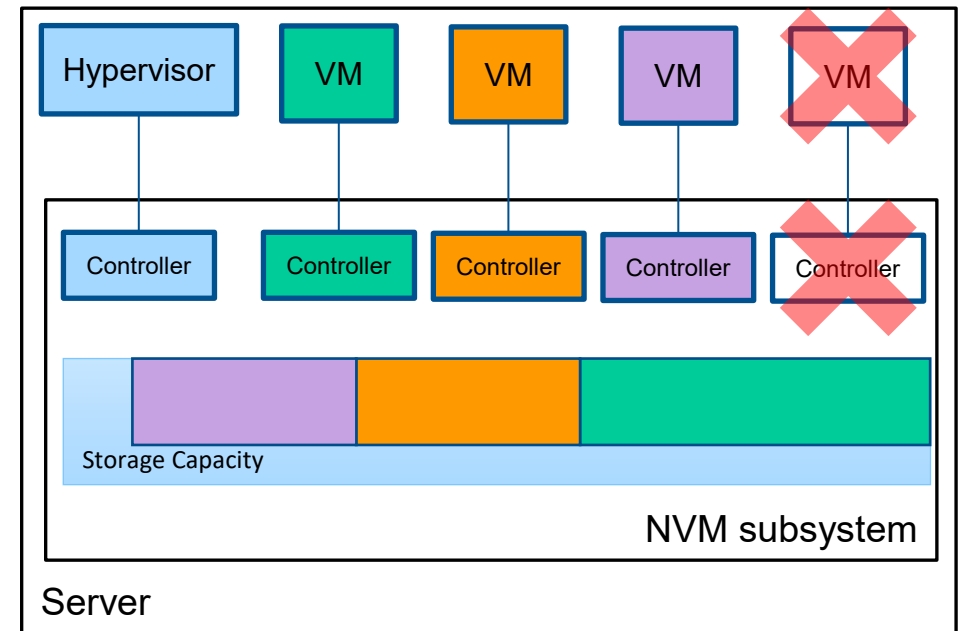 Hypervisor
VM
VM
VM
VM
Controller
Controller
Controller
Controller
Controller
Storage Capacity
NVM subsystem
Server